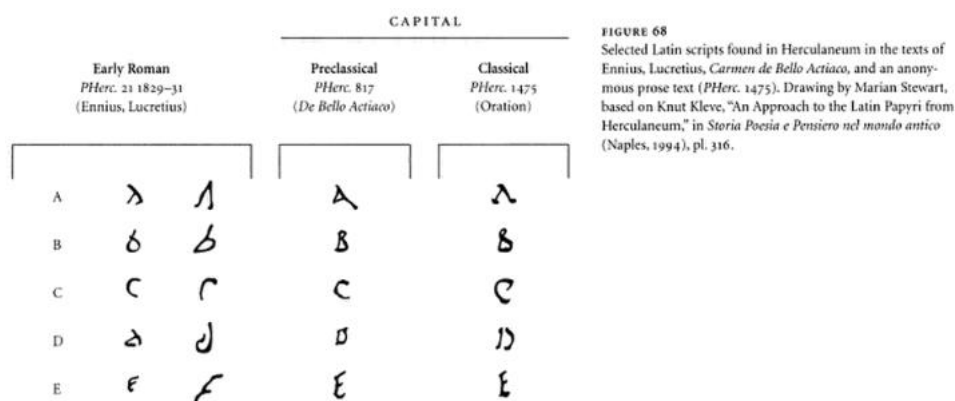 CAPITAL
Early Roman
PHerc. 21 1829–31
(Ennius, Lucretius)
Preclassical
PHerc. 817
(De Bello Actiaco)
Classical
PHerc. 1475
(Oration)
A
B
C
D
E
FIGURE 68
Selected Latin scripts found in Herculaneum in the texts of
Ennius, Lucretius, Carmen de Bello Actiaco, and an anony-
mous prose text (PHerc. 1475). Drawing by Marian Stewart,
based on Knut Kleve, "An Approach to the Latin Papyri from
Herculaneum," in Storia Poesia e Pensiero nel mondo antico
(Naples, 1994), pl. 316.